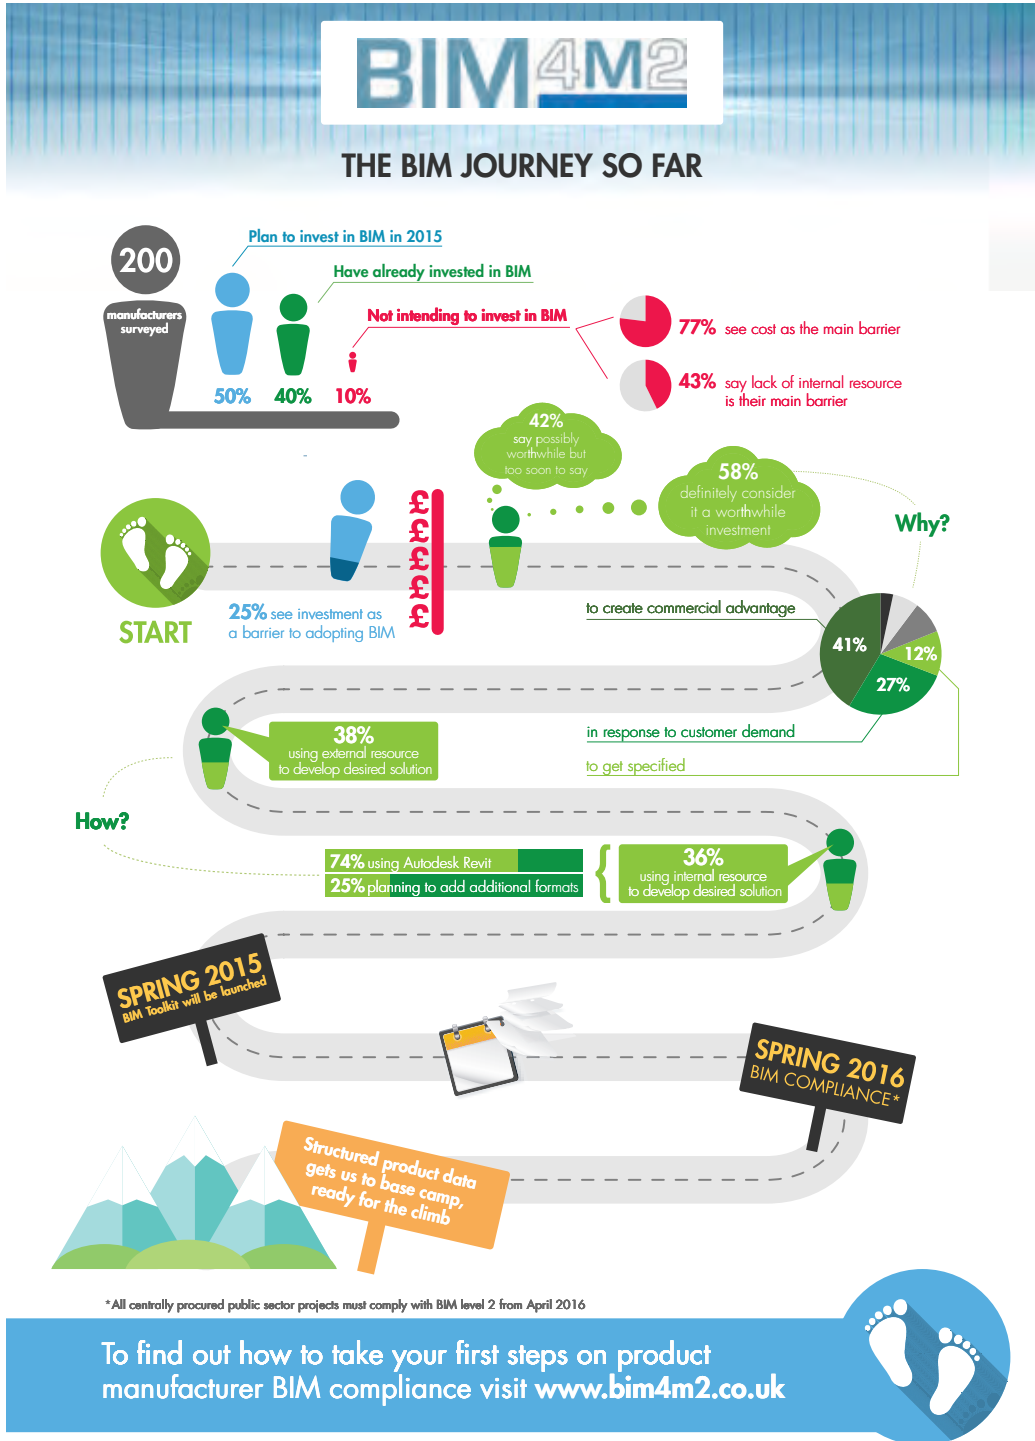 BIM4M2
THE BIM JOURNEY SO FAR
200
manufacturers
surveyed
Plan to invest in BIM in 2015
Have already invested in BIM
Not intending to invest in BIM
50%
40%
10%
77% see cost as the main barrier
43% say lack of internal resource
is their main barrier
42%
say possibly
worthwhile but
too soon to say
58%
definitely consider
it a worthwhile
investment
Why?
START
25% see investment as
a barrier to adopting BIM
£
£
£
£
£
to create commercial advantage
41%
12%
27%
in response to customer demand
to get specified
38%
using external resource
to develop desired solution
How?
74% using Autodesk Revit
25% planning to add additional formats
36%
using internal resource
to develop desired solution
SPRING 2015
BIM Toolkit will be launched
SPRING 2016
BIM COMPLIANCE*
Structured product data
gets us to base camp,
ready for the climb
*All centrally procured public sector projects must comply with BIM level 2 from April 2016
To find out how to take your first steps on product
manufacturer BIM compliance visit www.bim4m2.co.uk